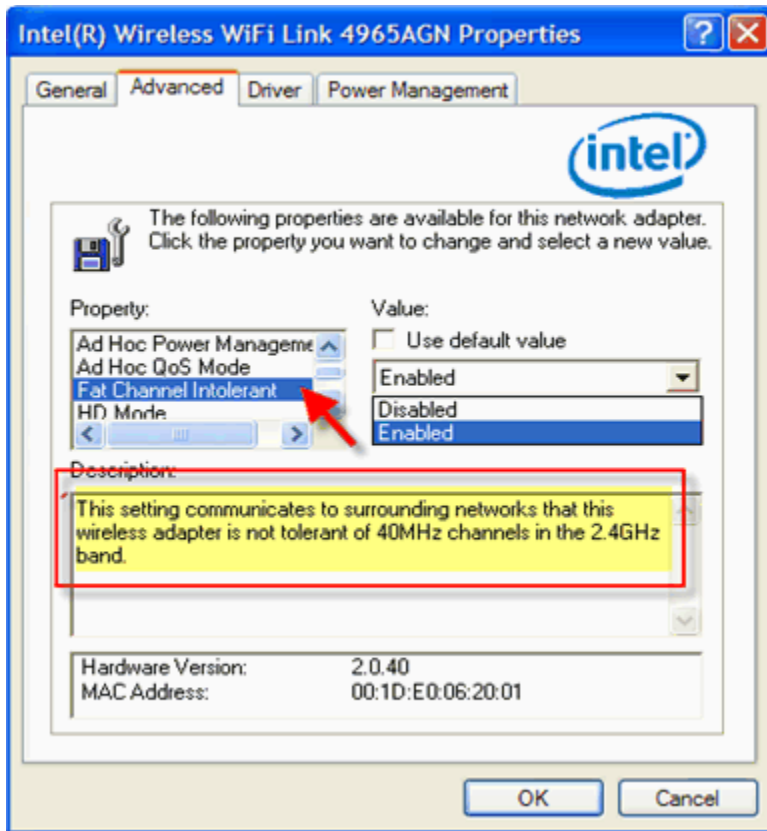 Intel(R) Wireless WiFi Link 4965AGN Properties
General Advanced Driver Power Management
intel
The following properties are available for this network adapter.
Click the property you want to change and select a new value.
Property:
Ad Hoc Power Manageme
Ad Hoc QoS Mode
Fat Channel Intolerant
HD Mode
Value:
Use default value
Enabled
Disabled
Enabled
Description:
This setting communicates to surrounding networks that this
wireless adapter is not tolerant of 40MHz channels in the 2.4GHz
band.
Hardware Version: 2.0.40
MAC Address: 00:1D:E0:06:20:01
OK Cancel